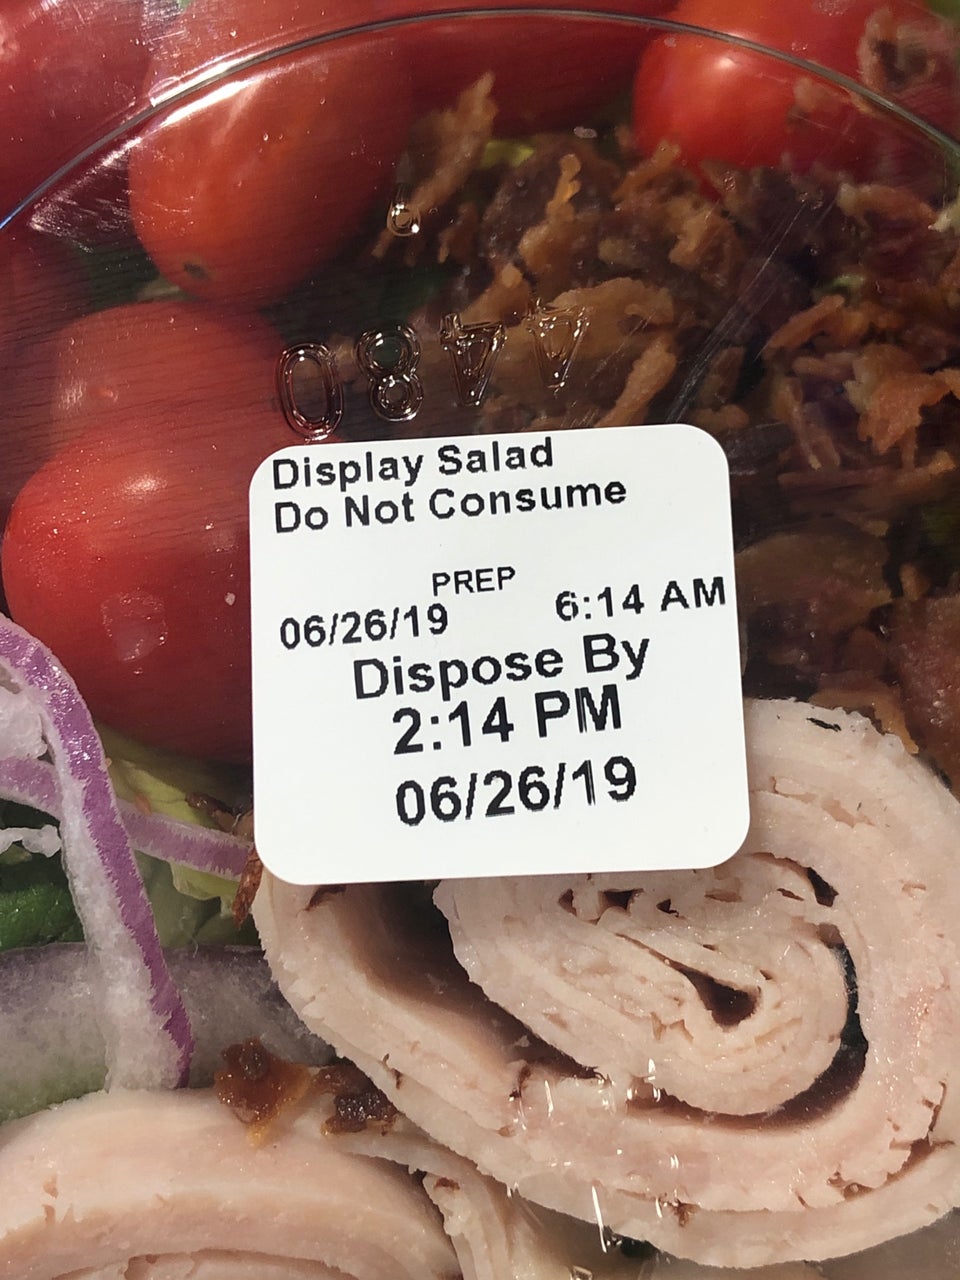 0844
Display Salad
Do Not Consume
PREP
06/26/19 6:14 AM
Dispose By
2:14 PM
06/26/19